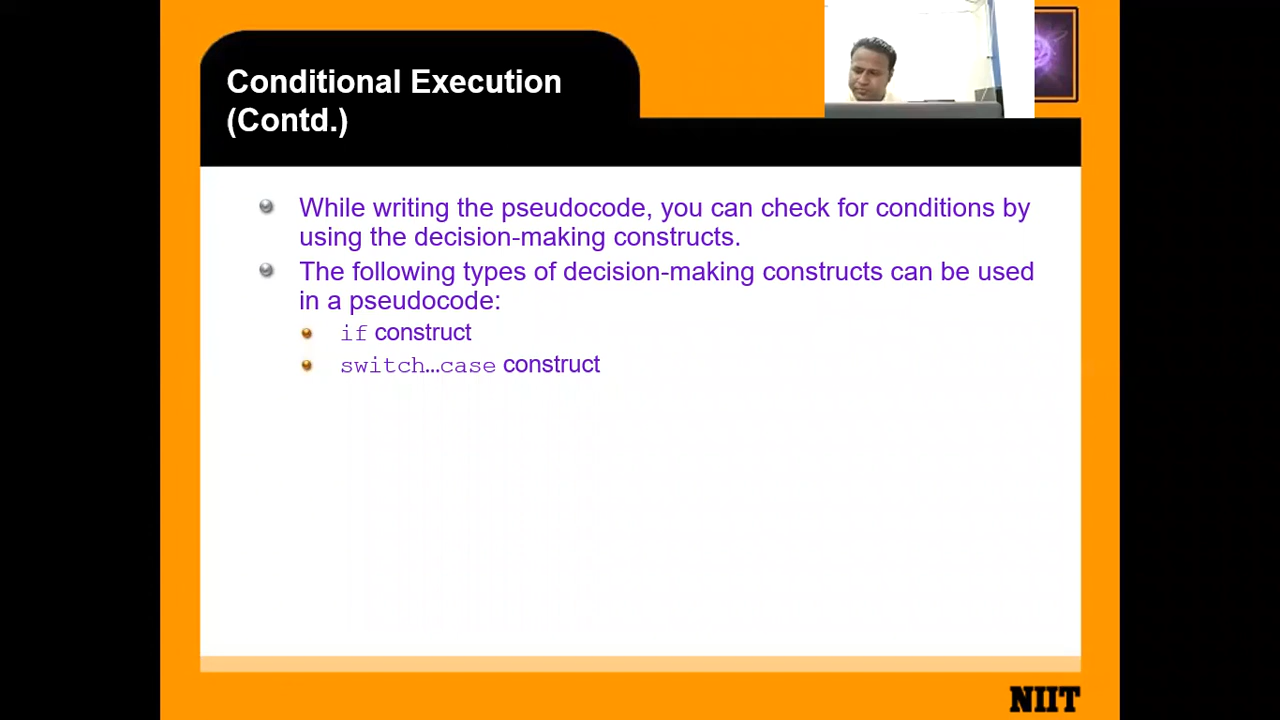 Conditional Execution
(Contd.)
While writing the pseudocode, you can check for conditions by
using the decision-making constructs.
The following types of decision-making constructs can be used
in a pseudocode:
if construct
switch…case construct
NIIT